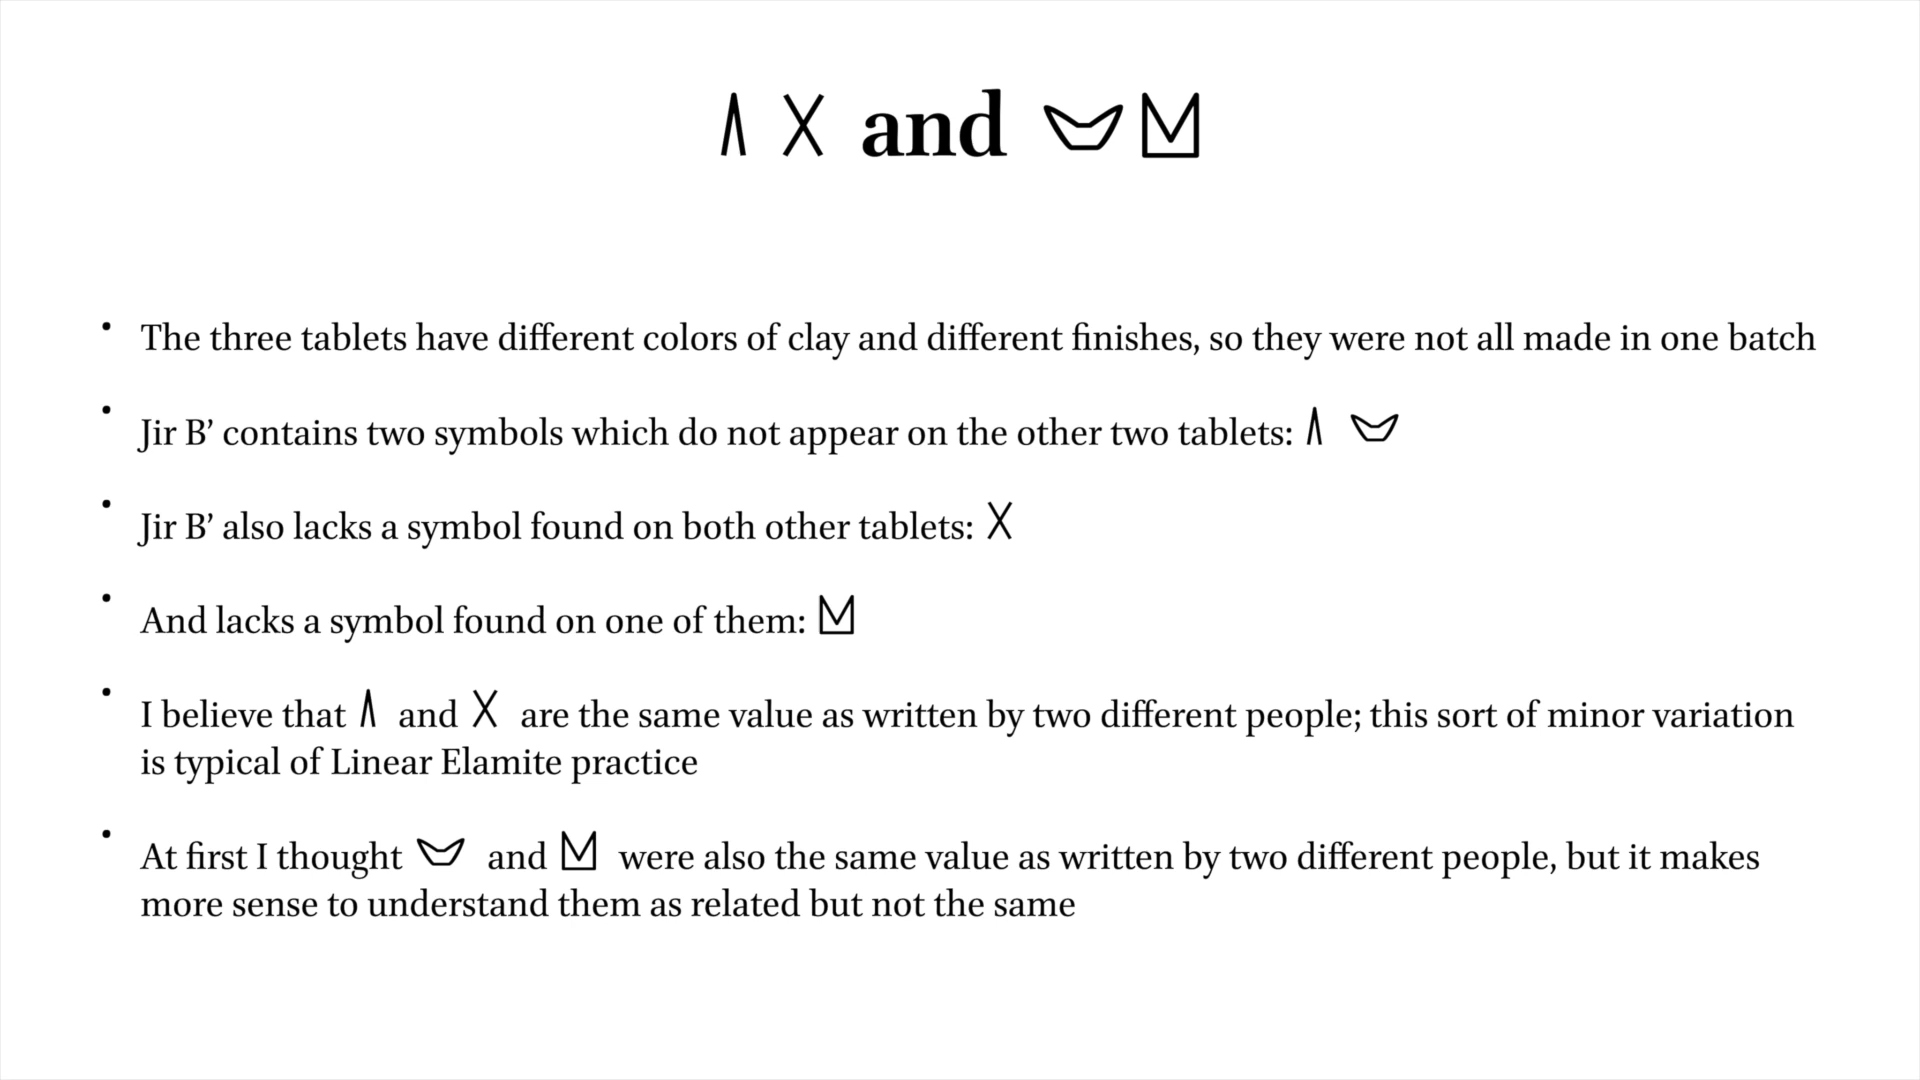 and
• The three tablets have different colors of clay and different finishes, so they were not all made in one batch
• Jir B’ contains two symbols which do not appear on the other two tablets:
• Jir B’ also lacks a symbol found on both other tablets:
• And lacks a symbol found on one of them:
• I believe that and are the same value as written by two different people; this sort of minor variation
is typical of Linear Elamite practice
• At first I thought and were also the same value as written by two different people, but it makes
more sense to understand them as related but not the same